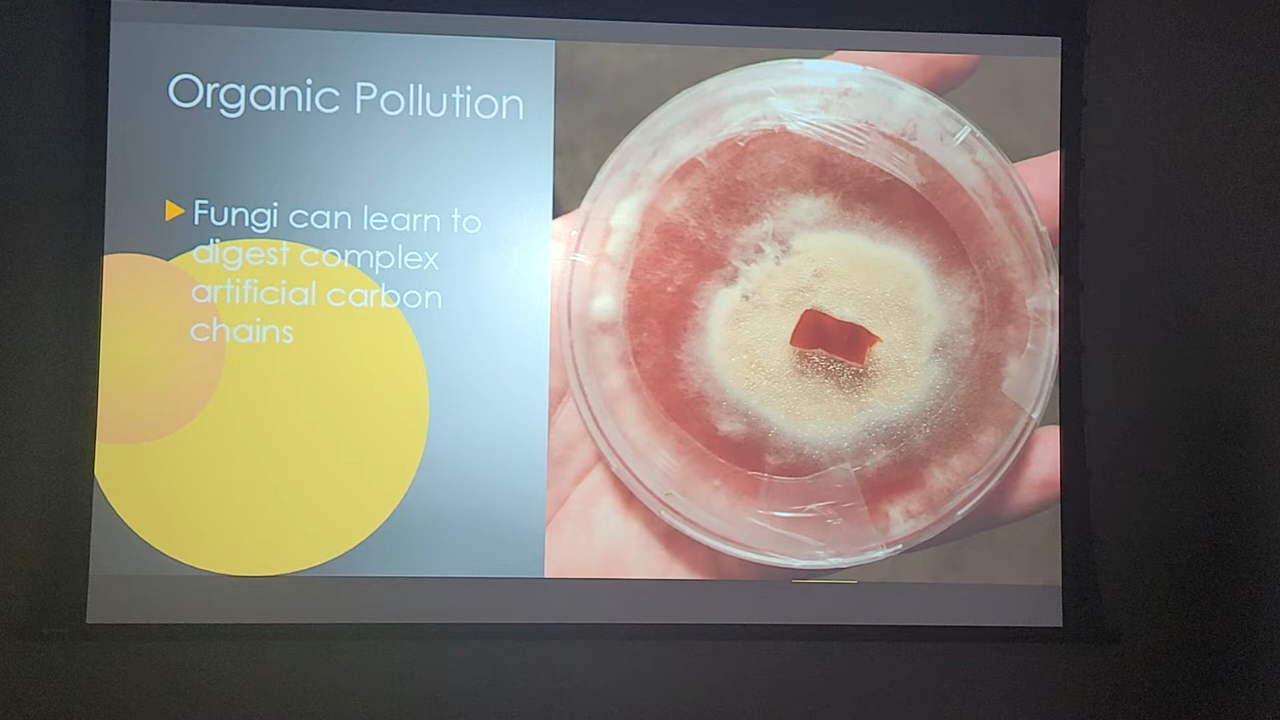 Organic Pollution
Fungi can learn to
digest complex
artificial carbon
chains